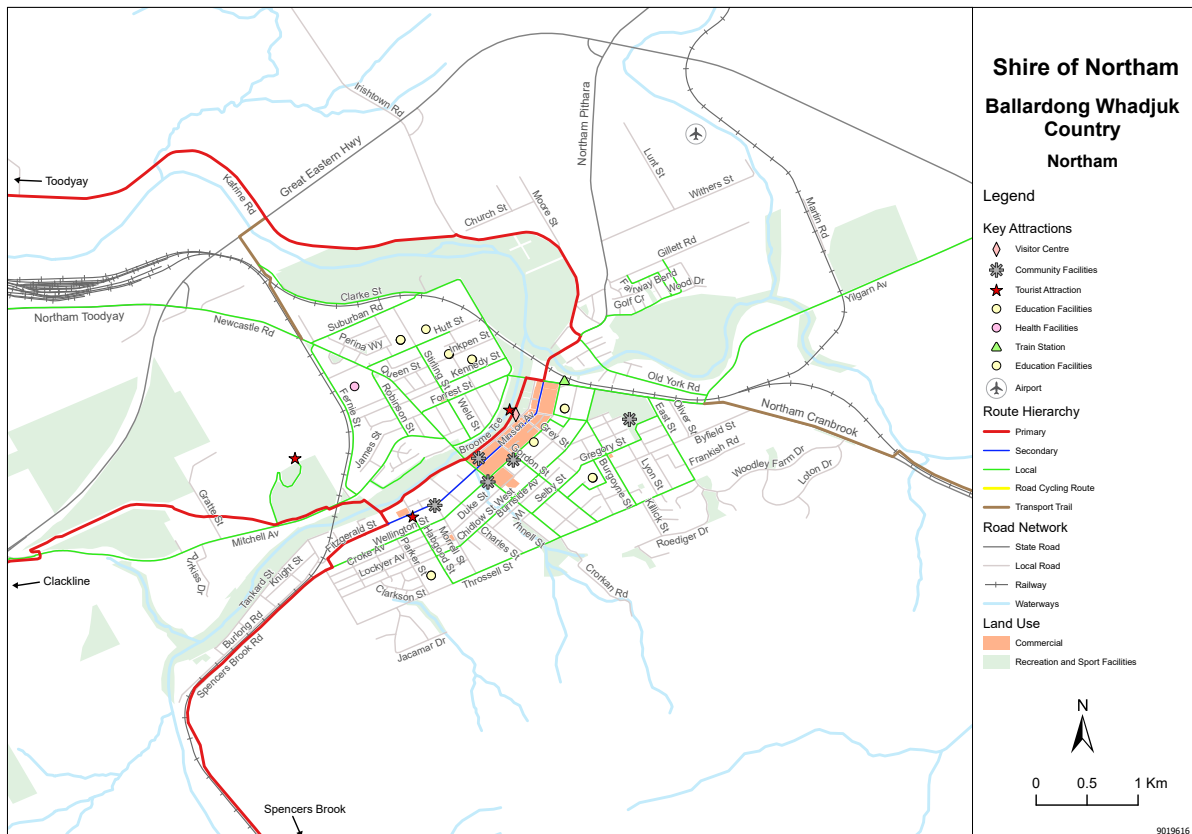 Shire of Northam
Ballardong Whadjuk
Country
Northam
Legend
Key Attractions
Visitor Centre
Community Facilities
Tourist Attraction
Education Facilities
Health Facilities
Train Station
Education Facilities
Airport
Route Hierarchy
Primary
Secondary
Local
Road Cycling Route
Transport Trail
Road Network
State Road
Local Road
Railway
Waterways
Land Use
Commercial
Recreation and Sport Facilities
N
0 0.5 1 Km
9019616
Irishtown Rd
Northam Pithara
Great Eastern Hwy
Toodyay
Katrine Rd
Lunt St
Withers St
Church St
Moore St
Martin Rd
Gillett Rd
Fairway Bend
Wood Dr
Golf Cr
Yilgarn Av
Clarke St
Northam Toodyay
Newcastle Rd
Suburban Rd
Perina Wy
Hutt St
Inkpen St
Kennedy St
Queen St
Stirling St
Forrest St
Old York Rd
Fernie St
Robinson St
Weld St
Broome Tce
Minson Av
Grey St
Northam Cranbrook
East St
Oliver St
Byfield St
Frankish Rd
James St
Gordon St
Gregory St
Lyon St
Woodley Farm Dr
Loton Dr
Burgoyne St
Selby St
Burnside Av
Chidlow St West
Duke St
Killick St
Gratte St
Mitchell Av
Fitzgerald St
Wellington St
Croke Av
Lockyer Av
Parker St
Habgood St
Morrell St
Charles St
Throssell St
Roediger Dr
Clackline
Purkiss Dr
Tankard St
Knight St
Clarkson St
Crorkan Rd
Burlong Rd
Spencers Brook Rd
Jacamar Dr
Spencers Brook